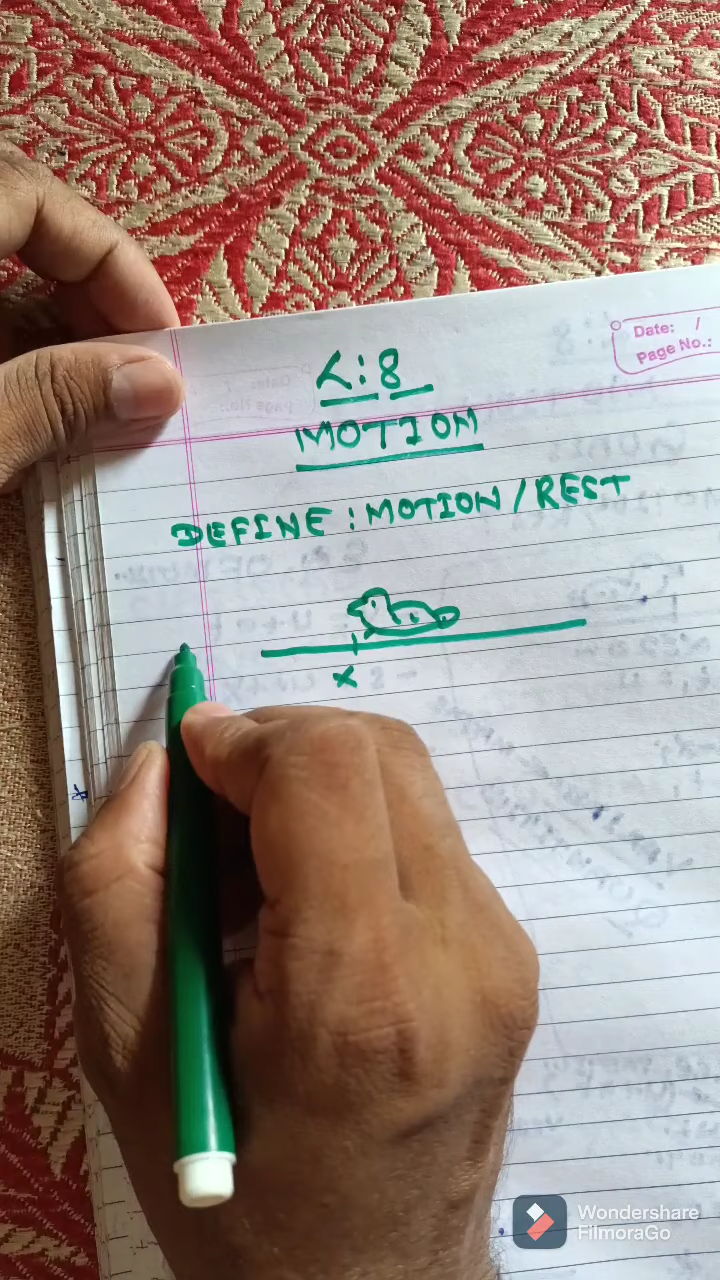 Date: /
Page No.:
L:8
MOTION
DEFINE : MOTION / REST
x
Wondershare
FilmoraGo